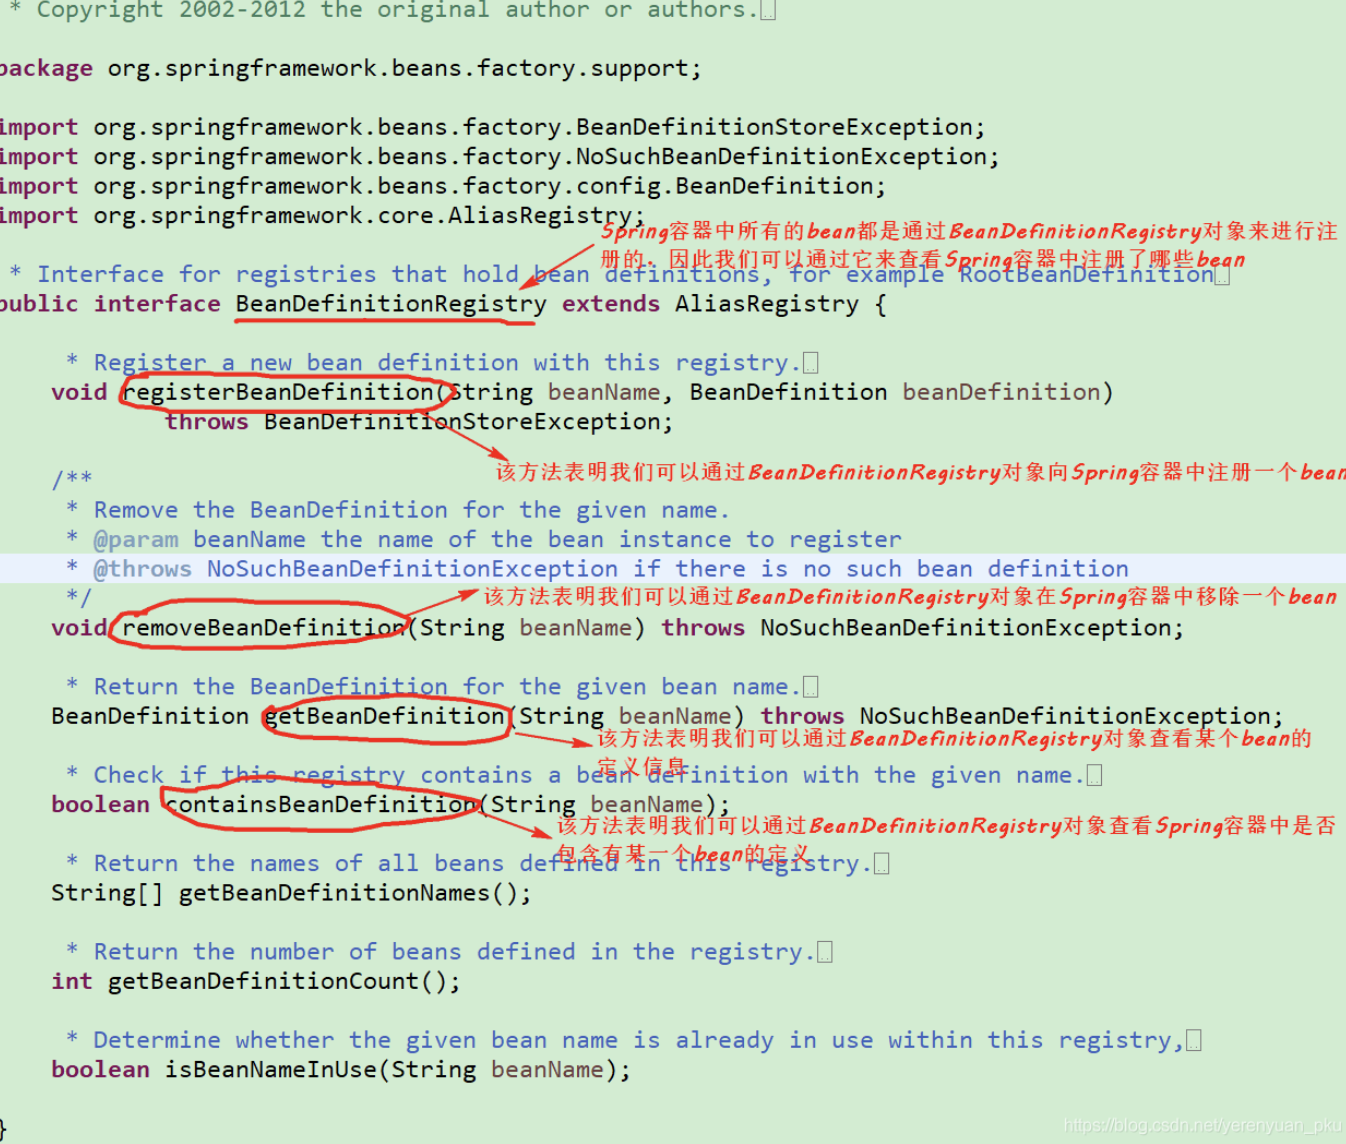 * Copyright 2002-2012 the original author or authors.
package org.springframework.beans.factory.support;
import org.springframework.beans.factory.BeanDefinitionStoreException;
import org.springframework.beans.factory.NoSuchBeanDefinitionException;
import org.springframework.beans.factory.config.BeanDefinition;
import org.springframework.core.AliasRegistry;
Spring容器中所有的bean都是通过BeanDefinitionRegistry对象来进行注
册的，因此我们可以通过它来查看Spring容器中注册了哪些bean
* Interface for registries that hold bean definitions, for example RootBeanDefinition
public interface BeanDefinitionRegistry extends AliasRegistry {
* Register a new bean definition with this registry.
void registerBeanDefinition(String beanName, BeanDefinition beanDefinition)
throws BeanDefinitionStoreException;
该方法表明我们可以通过BeanDefinitionRegistry对象向Spring容器中注册一个bean
/**
* Remove the BeanDefinition for the given name.
* @param beanName the name of the bean instance to register
* @throws NoSuchBeanDefinitionException if there is no such bean definition
*/
该方法表明我们可以通过BeanDefinitionRegistry对象在Spring容器中移除一个bean
void removeBeanDefinition(String beanName) throws NoSuchBeanDefinitionException;
* Return the BeanDefinition for the given bean name.
BeanDefinition getBeanDefinition(String beanName) throws NoSuchBeanDefinitionException;
该方法表明我们可以通过BeanDefinitionRegistry对象查看某个bean的
定义信息
* Check if this registry contains a bean definition with the given name.
boolean containsBeanDefinition(String beanName);
该方法表明我们可以通过BeanDefinitionRegistry对象查看Spring容器中是否
包含有某一个bean的定义
* Return the names of all beans defined in this registry.
String[] getBeanDefinitionNames();
* Return the number of beans defined in the registry.
int getBeanDefinitionCount();
* Determine whether the given bean name is already in use within this registry,
boolean isBeanNameInUse(String beanName);
}
https://blog.csdn.net/yerenyuan_pku